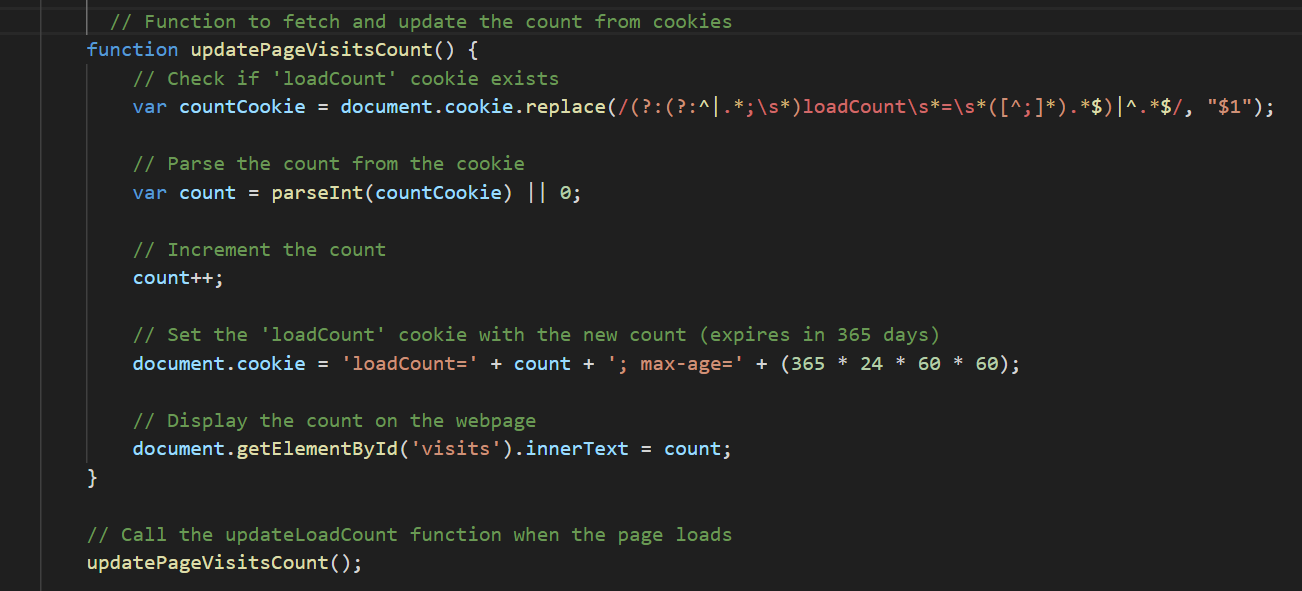 // Function to fetch and update the count from cookies
function updatePageVisitsCount() {
// Check if 'loadCount' cookie exists
var countCookie = document.cookie.replace(/(?:(?:^|.*;\s*)loadCount\s*=\s*([^;]*).*$)|^.*$/, "$1");
// Parse the count from the cookie
var count = parseInt(countCookie) || 0;
// Increment the count
count++;
// Set the 'loadCount' cookie with the new count (expires in 365 days)
document.cookie = 'loadCount=' + count + '; max-age=' + (365 * 24 * 60 * 60);
// Display the count on the webpage
document.getElementById('visits').innerText = count;
}
// Call the updateLoadCount function when the page loads
updatePageVisitsCount();